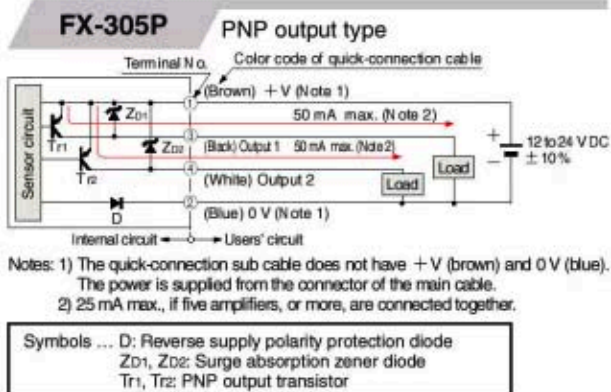 FX-305P PNP output type
Terminal No. Color code of quick-connection cable
Sensor circuit
Tr1
ZD1
Tr2
ZD2
D
1
(Brown) +V (Note 1)
50 mA max. (Note 2)
3
(Black) Output 1 50 mA max. (Note 2)
4
(White) Output 2
Load
Load
+
−
12 to 24 V DC
± 10%
2
(Blue) 0 V (Note 1)
Internal circuit Users' circuit
Notes: 1) The quick-connection sub cable does not have +V (brown) and 0 V (blue).
The power is supplied from the connector of the main cable.
2) 25 mA max., if five amplifiers, or more, are connected together.
Symbols ... D: Reverse supply polarity protection diode
ZD1, ZD2: Surge absorption zener diode
Tr1, Tr2: PNP output transistor